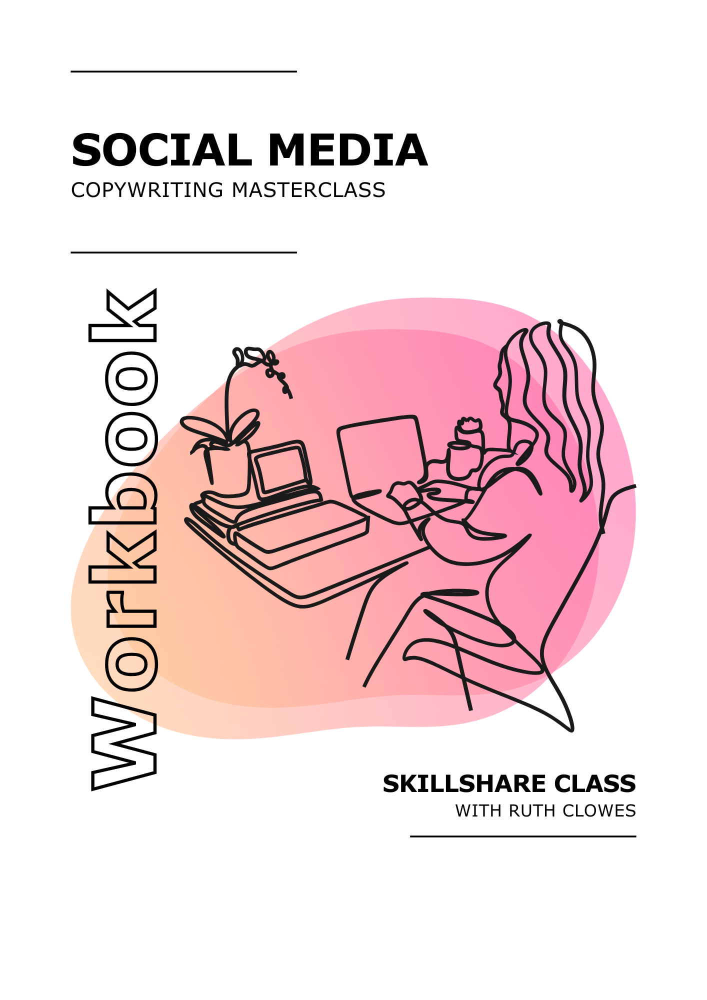 SOCIAL MEDIA
COPYWRITING MASTERCLASS
Workbook
SKILLSHARE CLASS
WITH RUTH CLOWES